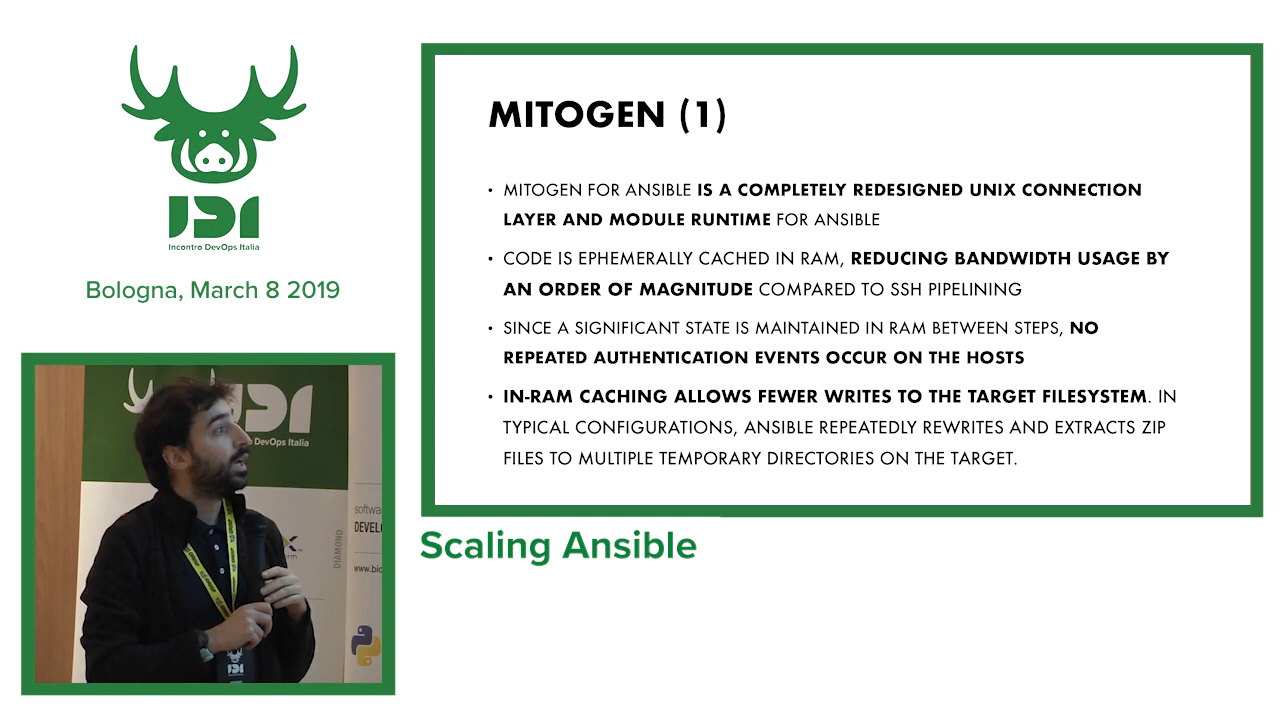 IDI
Incontro DevOps Italia
Bologna, March 8 2019
MITOGEN (1)
• MITOGEN FOR ANSIBLE IS A COMPLETELY REDESIGNED UNIX CONNECTION
LAYER AND MODULE RUNTIME FOR ANSIBLE
• CODE IS EPHEMERALLY CACHED IN RAM, REDUCING BANDWIDTH USAGE BY
AN ORDER OF MAGNITUDE COMPARED TO SSH PIPELINING
• SINCE A SIGNIFICANT STATE IS MAINTAINED IN RAM BETWEEN STEPS, NO
REPEATED AUTHENTICATION EVENTS OCCUR ON THE HOSTS
• IN-RAM CACHING ALLOWS FEWER WRITES TO THE TARGET FILESYSTEM. IN
TYPICAL CONFIGURATIONS, ANSIBLE REPEATEDLY REWRITES AND EXTRACTS ZIP
FILES TO MULTIPLE TEMPORARY DIRECTORIES ON THE TARGET.
Scaling Ansible
DevOps Italia
DIAMOND
IDI